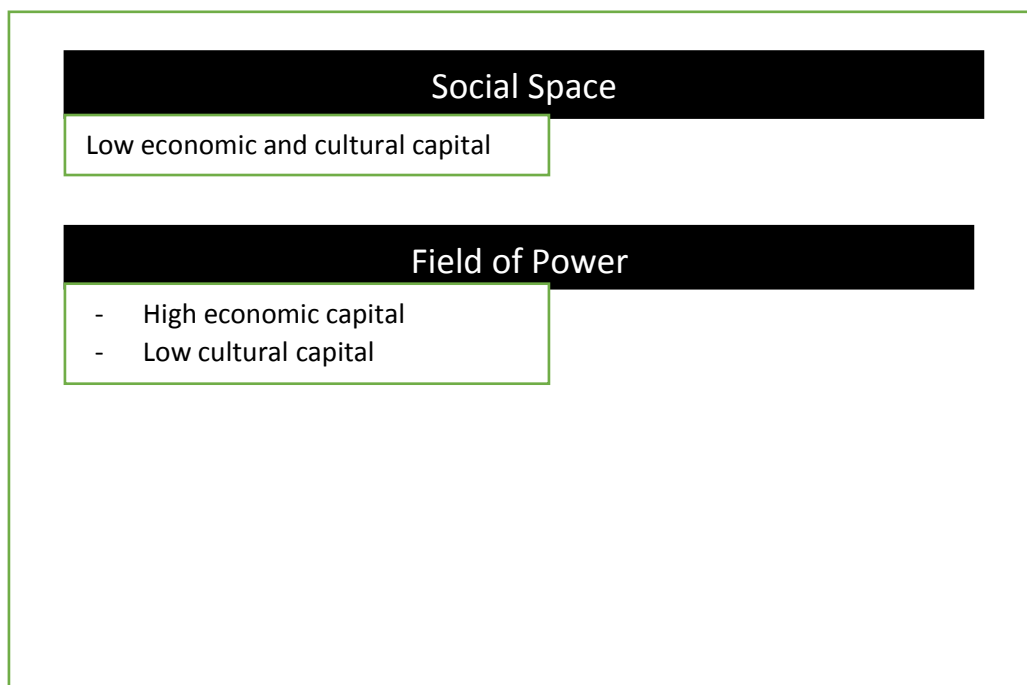 Social Space
Low economic and cultural capital
Field of Power
- High economic capital
- Low cultural capital